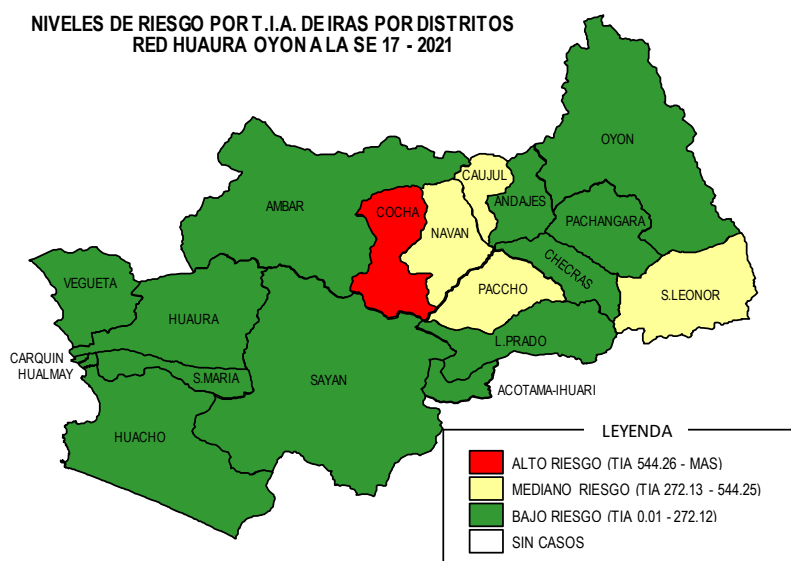 NIVELES DE RIESGO POR T.I.A. DE IRAS POR DISTRITOS
RED HUAURA OYON A LA SE 17 - 2021
OYON
CAUJUL
ANDAJES
AMBAR
COCHA
NAVAN
PACHANGARA
CHECRAS
VEGUETA
PACCHO
S.LEONOR
HUAURA
L.PRADO
CARQUIN
HUALMAY
S.MARIA
SAYAN
ACOTAMA-IHUARI
HUACHO
LEYENDA
ALTO RIESGO (TIA 544.26 - MAS)
MEDIANO RIESGO (TIA 272.13 - 544.25)
BAJO RIESGO (TIA 0.01 - 272.12)
SIN CASOS